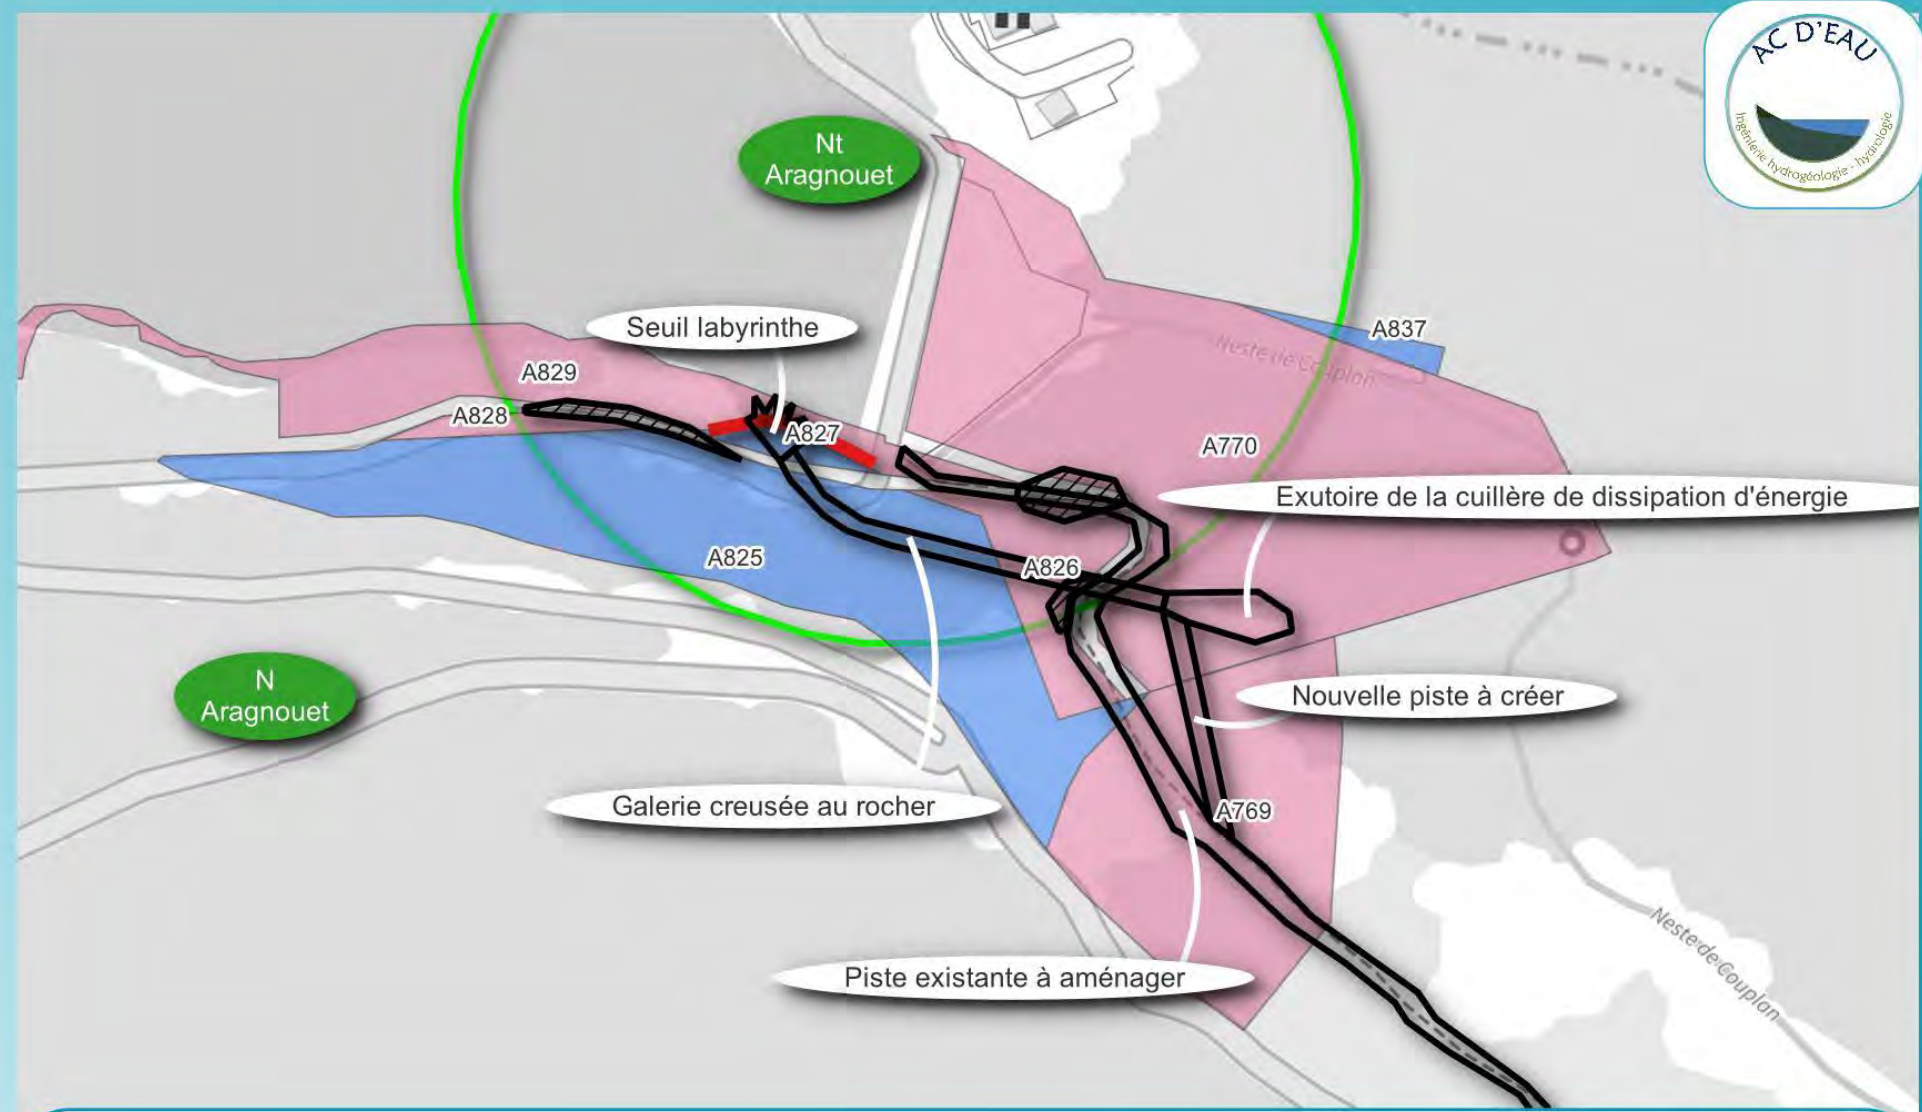 AC D'EAU
Ingénierie hydrogéologie - hydrologie
Nt
Aragnouet
Seuil labyrinthe
A837
Neste de Couplan
A829
A828
A827
A770
Exutoire de la cuillère de dissipation d'énergie
A825
A826
N
Aragnouet
Nouvelle piste à créer
Galerie creusée au rocher
A769
Neste de Couplan
Piste existante à aménager